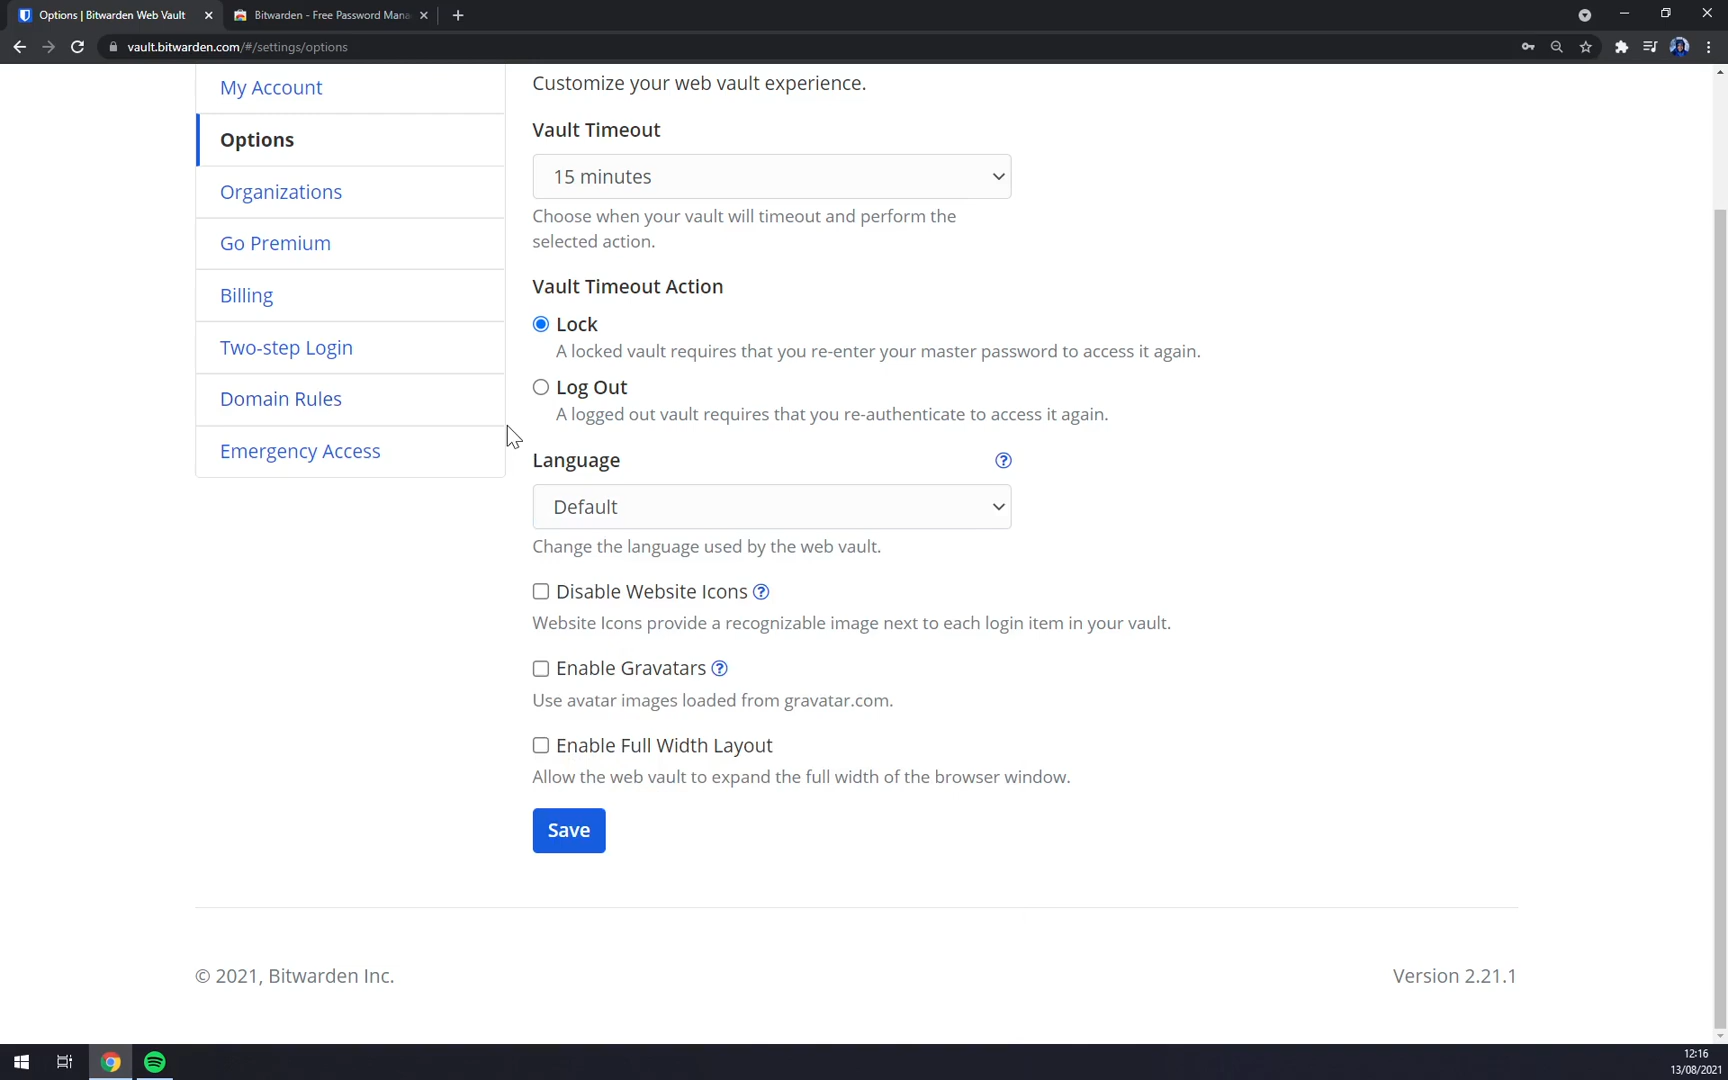 Options | Bitwarden Web Vault
Bitwarden - Free Password Mana
vault.bitwarden.com/#/settings/options
My Account
Options
Organizations
Go Premium
Billing
Two-step Login
Domain Rules
Emergency Access
Customize your web vault experience.
Vault Timeout
15 minutes
Choose when your vault will timeout and perform the
selected action.
Vault Timeout Action
Lock
A locked vault requires that you re-enter your master password to access it again.
Log Out
A logged out vault requires that you re-authenticate to access it again.
Language
Default
Change the language used by the web vault.
Disable Website Icons
Website Icons provide a recognizable image next to each login item in your vault.
Enable Gravatars
Use avatar images loaded from gravatar.com.
Enable Full Width Layout
Allow the web vault to expand the full width of the browser window.
Save
© 2021, Bitwarden Inc.
Version 2.21.1
12:16
13/08/2021